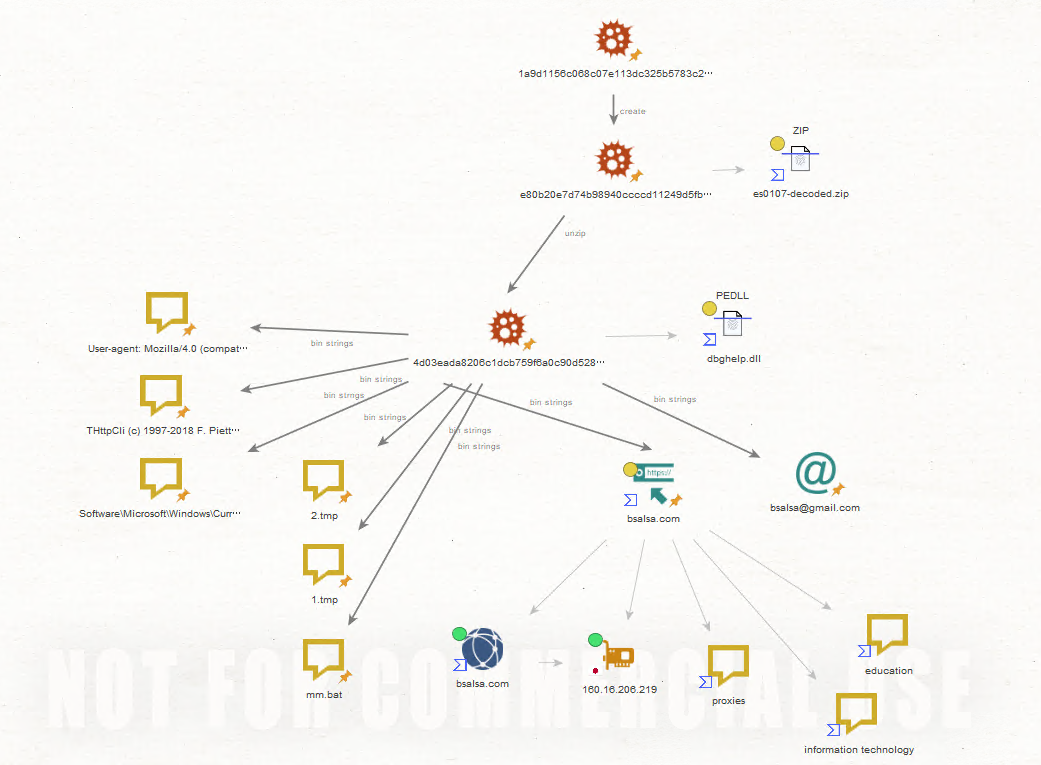 1a9d1156c068c07e113dc325b5783c2···
create
ZIP
e80b20e7d74b98940ccccd11249d5fb···
es0107-decoded.zip
unzip
PEDLL
User-agent: Mozilla/4.0 (compat···
bin strings
4d03eada8206c1dcb759f6a0c90d528···
dbghelp.dll
bin strings
bin strngs
bin strings
bin strings
bin strings
THttpCli (c) 1997-2018 F. Piett···
bin strings
bin strings
https://
Software\Microsoft\Windows\Curr···
2.tmp
bsalsa.com
bsalsa@gmail.com
1.tmp
mm.bat
bsalsa.com
160.16.206.219
proxies
education
information technology
NOT FOR COMMERCIAL USE